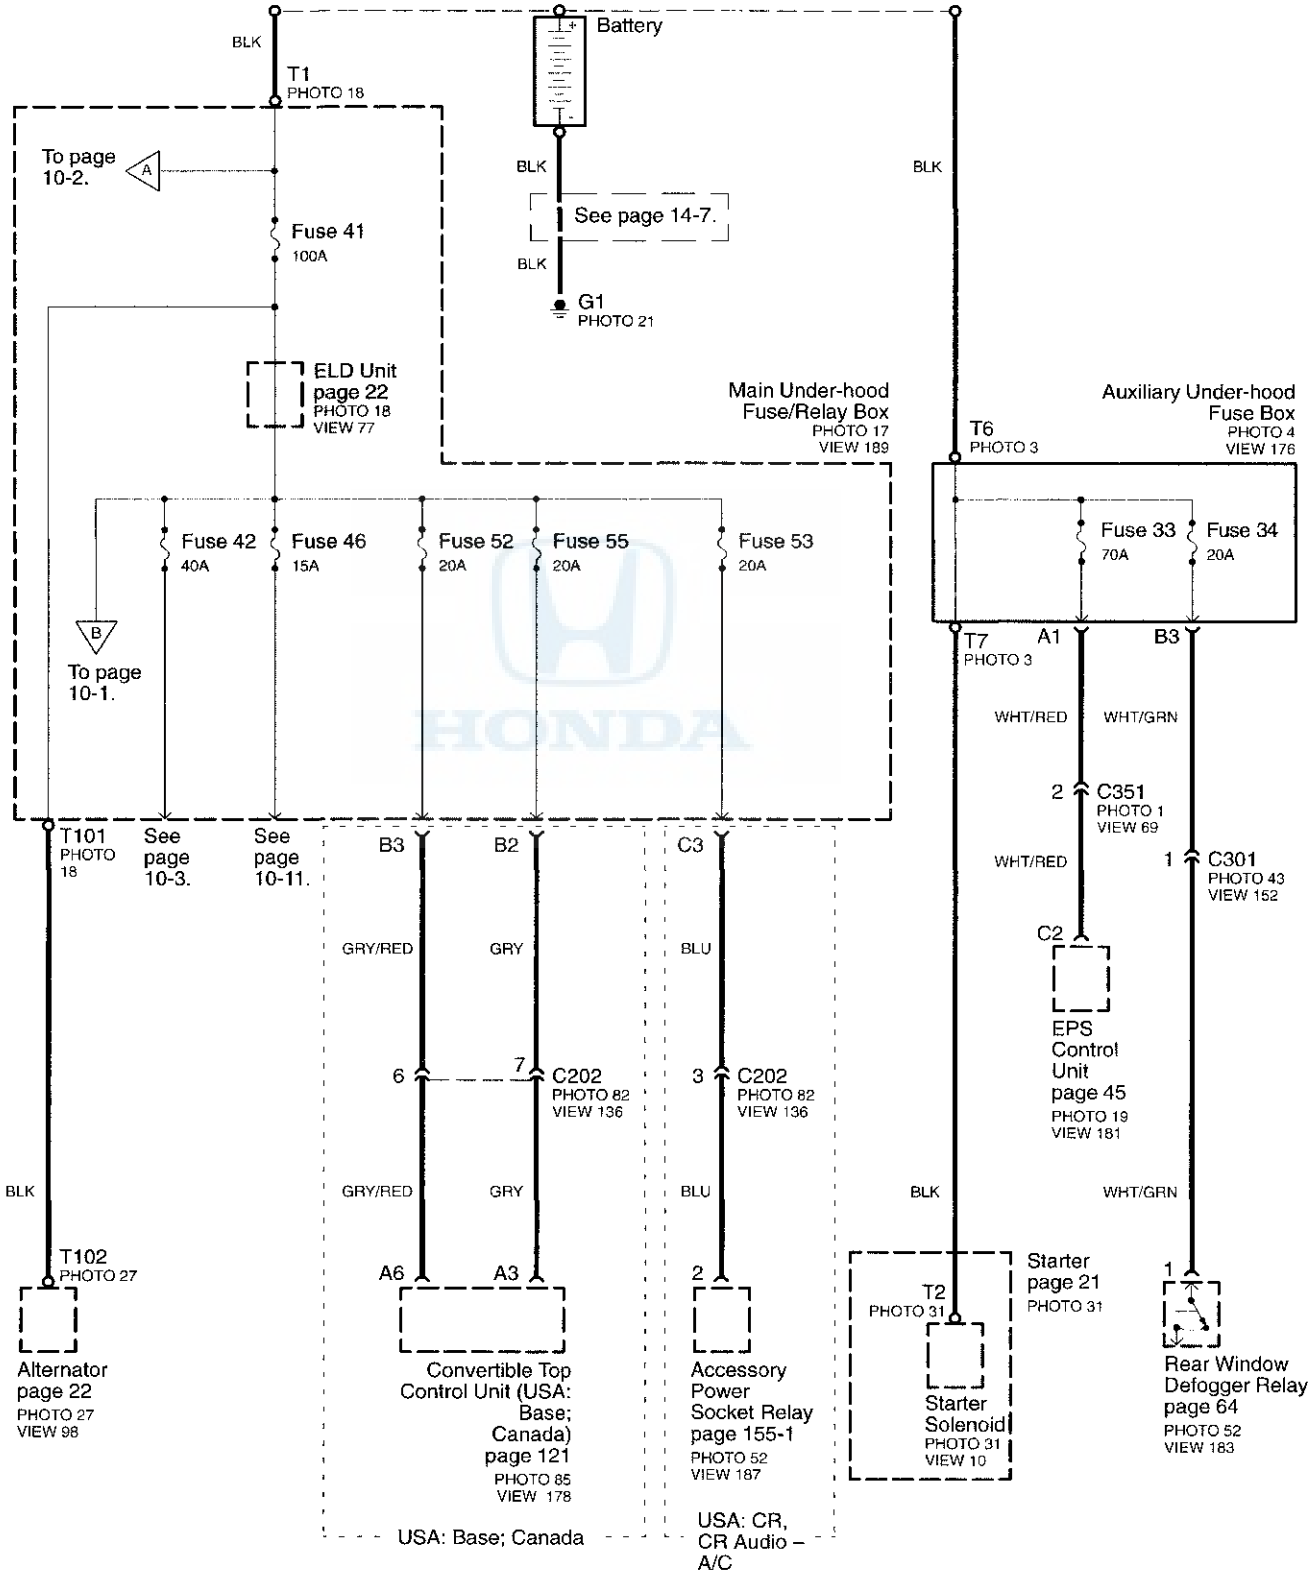 BLK
T1
PHOTO 18
To page
10-2.
A
Fuse 41
100A
ELD Unit
page 22
PHOTO 18
VIEW 77
+
Battery
-
BLK
See page 14-7.
BLK
G1
PHOTO 21
BLK
Main Under-hood
Fuse/Relay Box
PHOTO 17
VIEW 189
T6
PHOTO 3
Auxiliary Under-hood
Fuse Box
PHOTO 4
VIEW 176
Fuse 42
40A
Fuse 46
15A
Fuse 52
20A
Fuse 55
20A
Fuse 53
20A
Fuse 33
70A
Fuse 34
20A
B
To page
10-1.
HONDA
T7
PHOTO 3
A1
B3
WHT/RED
WHT/GRN
2
C351
PHOTO 1
VIEW 69
T101
PHOTO
18
See
page
10-3.
See
page
10-11.
B3
B2
C3
WHT/RED
1
C301
PHOTO 43
VIEW 152
GRY/RED
GRY
BLU
C2
EPS
Control
Unit
page 45
PHOTO 19
VIEW 181
6
7
C202
PHOTO 82
VIEW 136
3
C202
PHOTO 82
VIEW 136
BLK
GRY/RED
GRY
BLU
BLK
WHT/GRN
T102
PHOTO 27
A6
A3
2
T2
PHOTO 31
Starter
page 21
PHOTO 31
1
Alternator
page 22
PHOTO 27
VIEW 98
Convertible Top
Control Unit (USA:
Base;
Canada)
page 121
PHOTO 85
VIEW 178
Accessory
Power
Socket Relay
page 155-1
PHOTO 52
VIEW 187
Starter
Solenoid
PHOTO 31
VIEW 10
Rear Window
Defogger Relay
page 64
PHOTO 52
VIEW 183
USA: Base; Canada
USA: CR,
CR Audio –
A/C